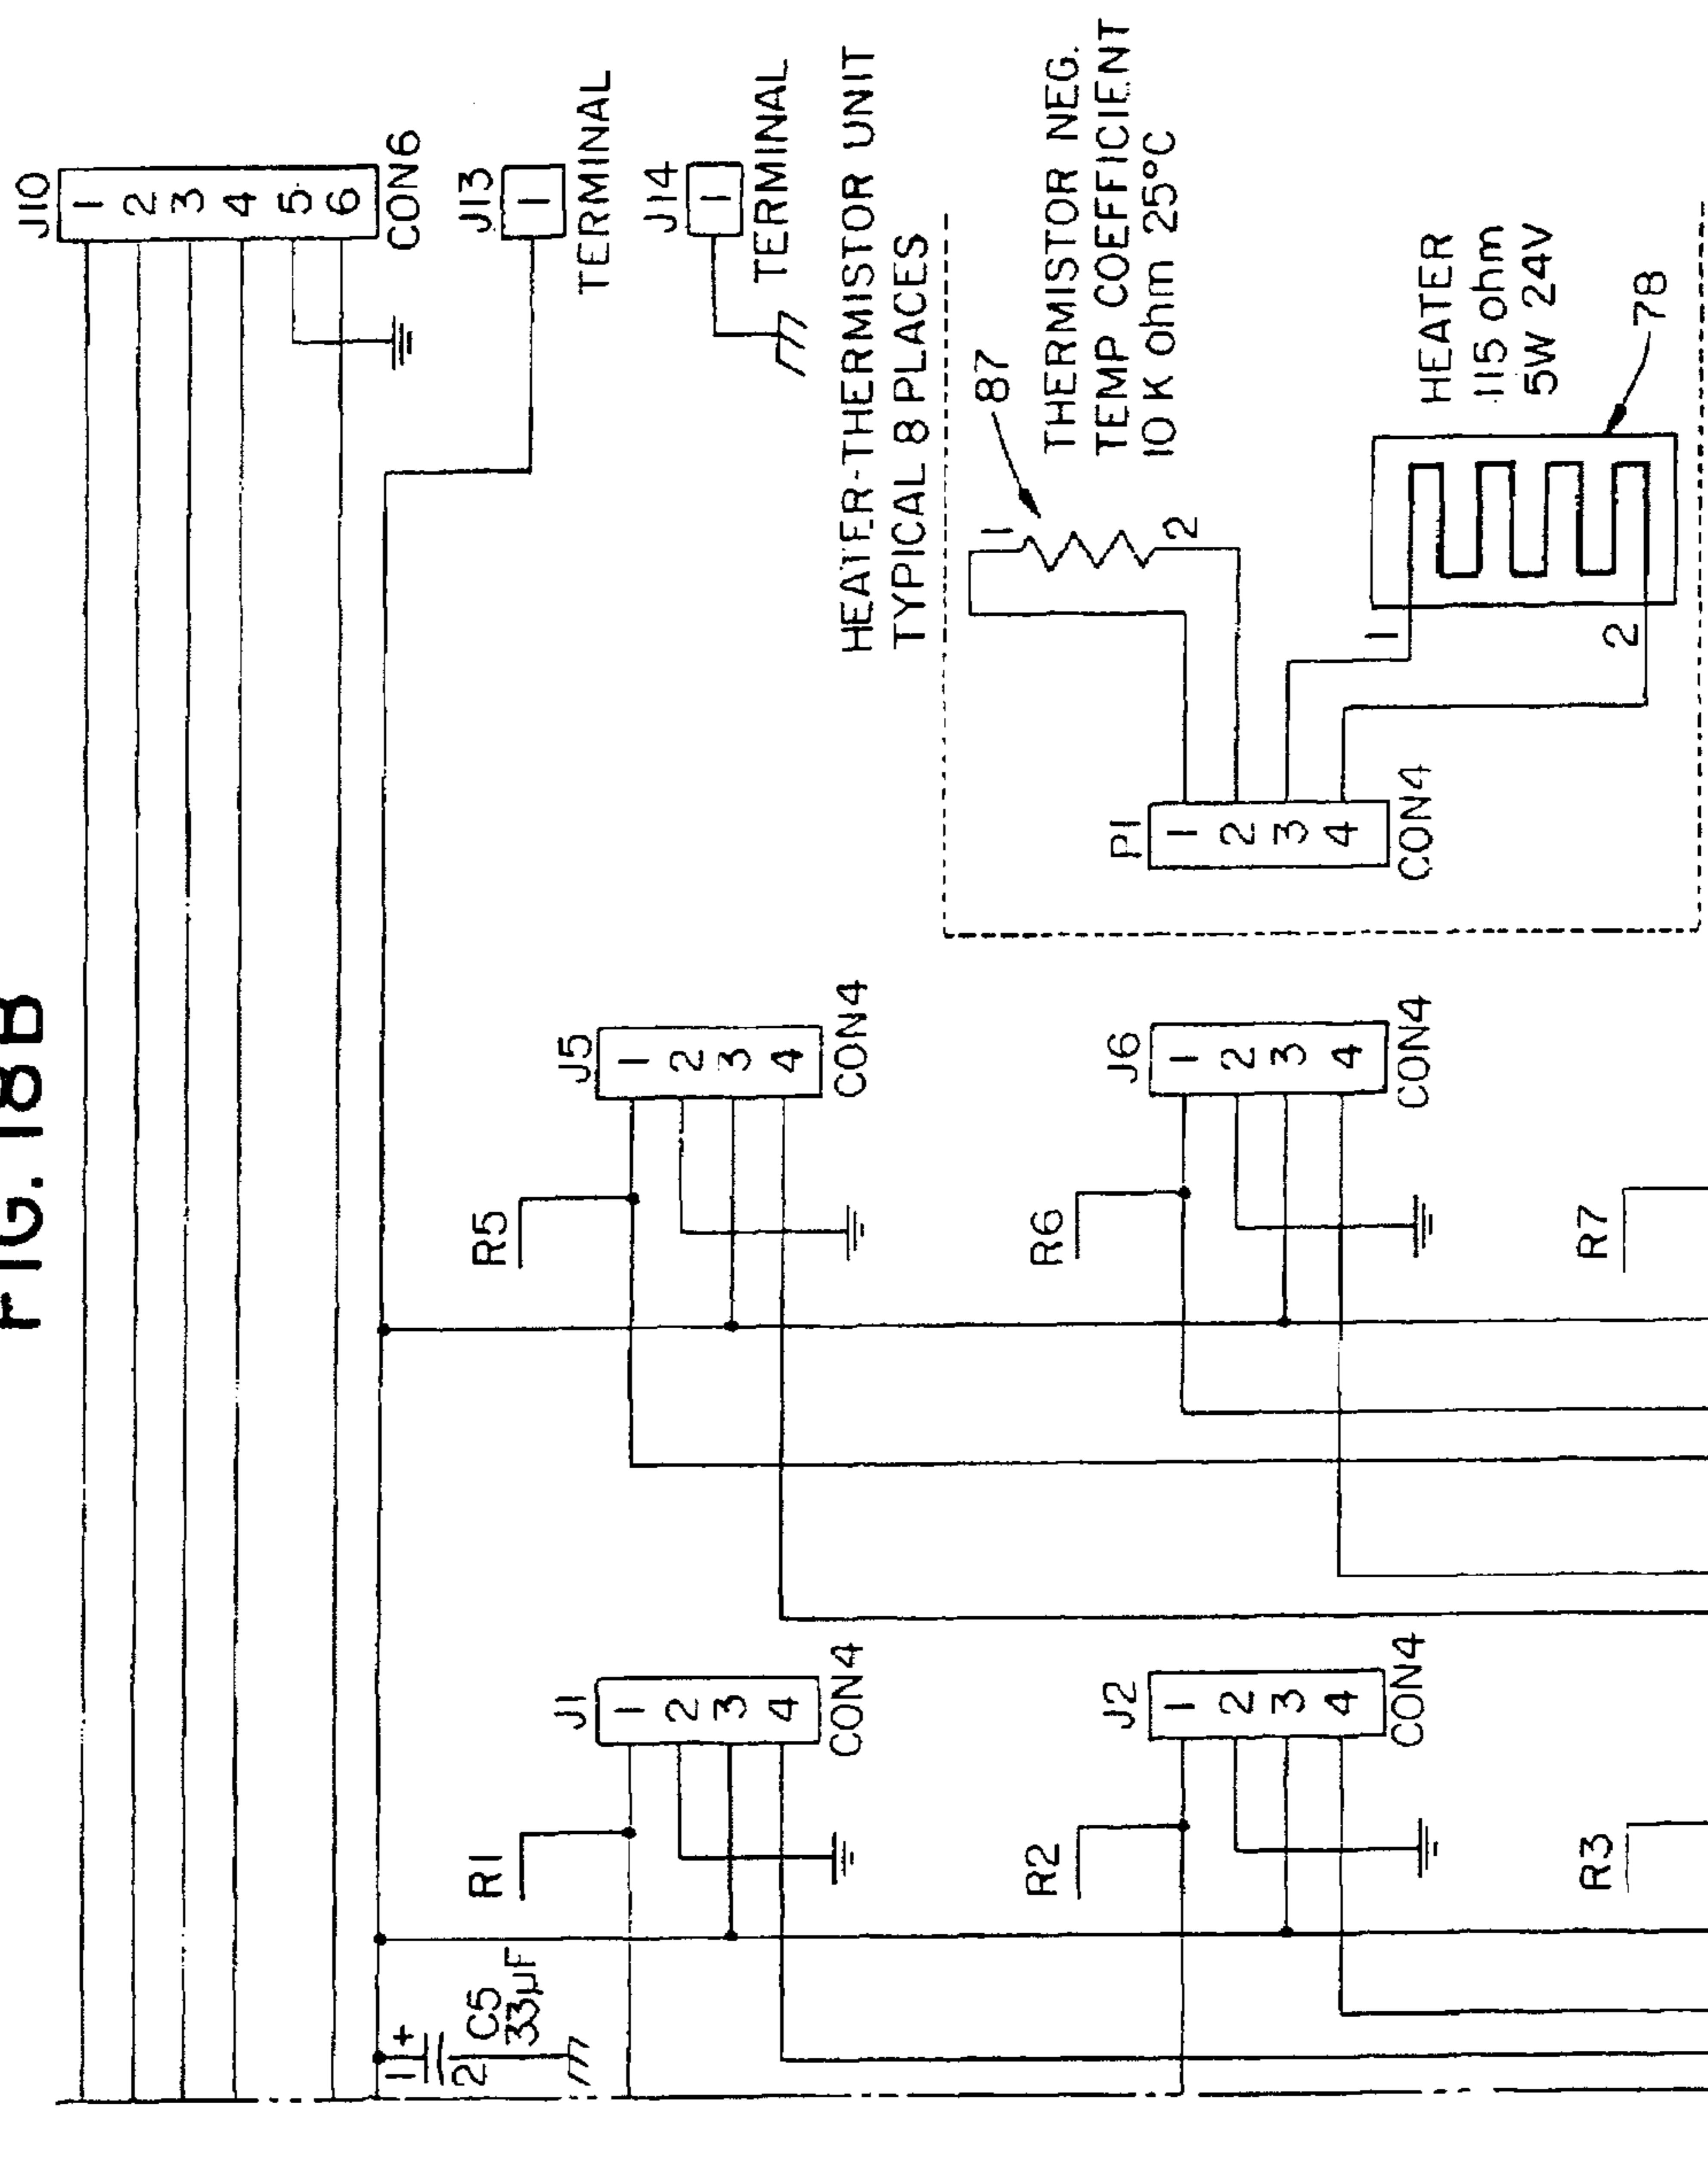 FIG. 18B
J10
1
2
3
4
5
6
CON6
J13
1
TERMINAL
J14
1
TERMINAL
HEATER-THERMISTOR UNIT
TYPICAL 8 PLACES
87
THERMISTOR NEG.
TEMP COEFFICIENT
10 K ohm 25°C
1
2
HEATER
115 ohm
5W 24V
78
1
2
P1
1
2
3
4
CON4
J5
1
2
3
4
CON4
R5
J6
1
2
3
4
CON4
R6
R7
J1
1
2
3
4
CON4
R1
J2
1
2
3
4
CON4
R2
R3
1
+
2
C5
33µF